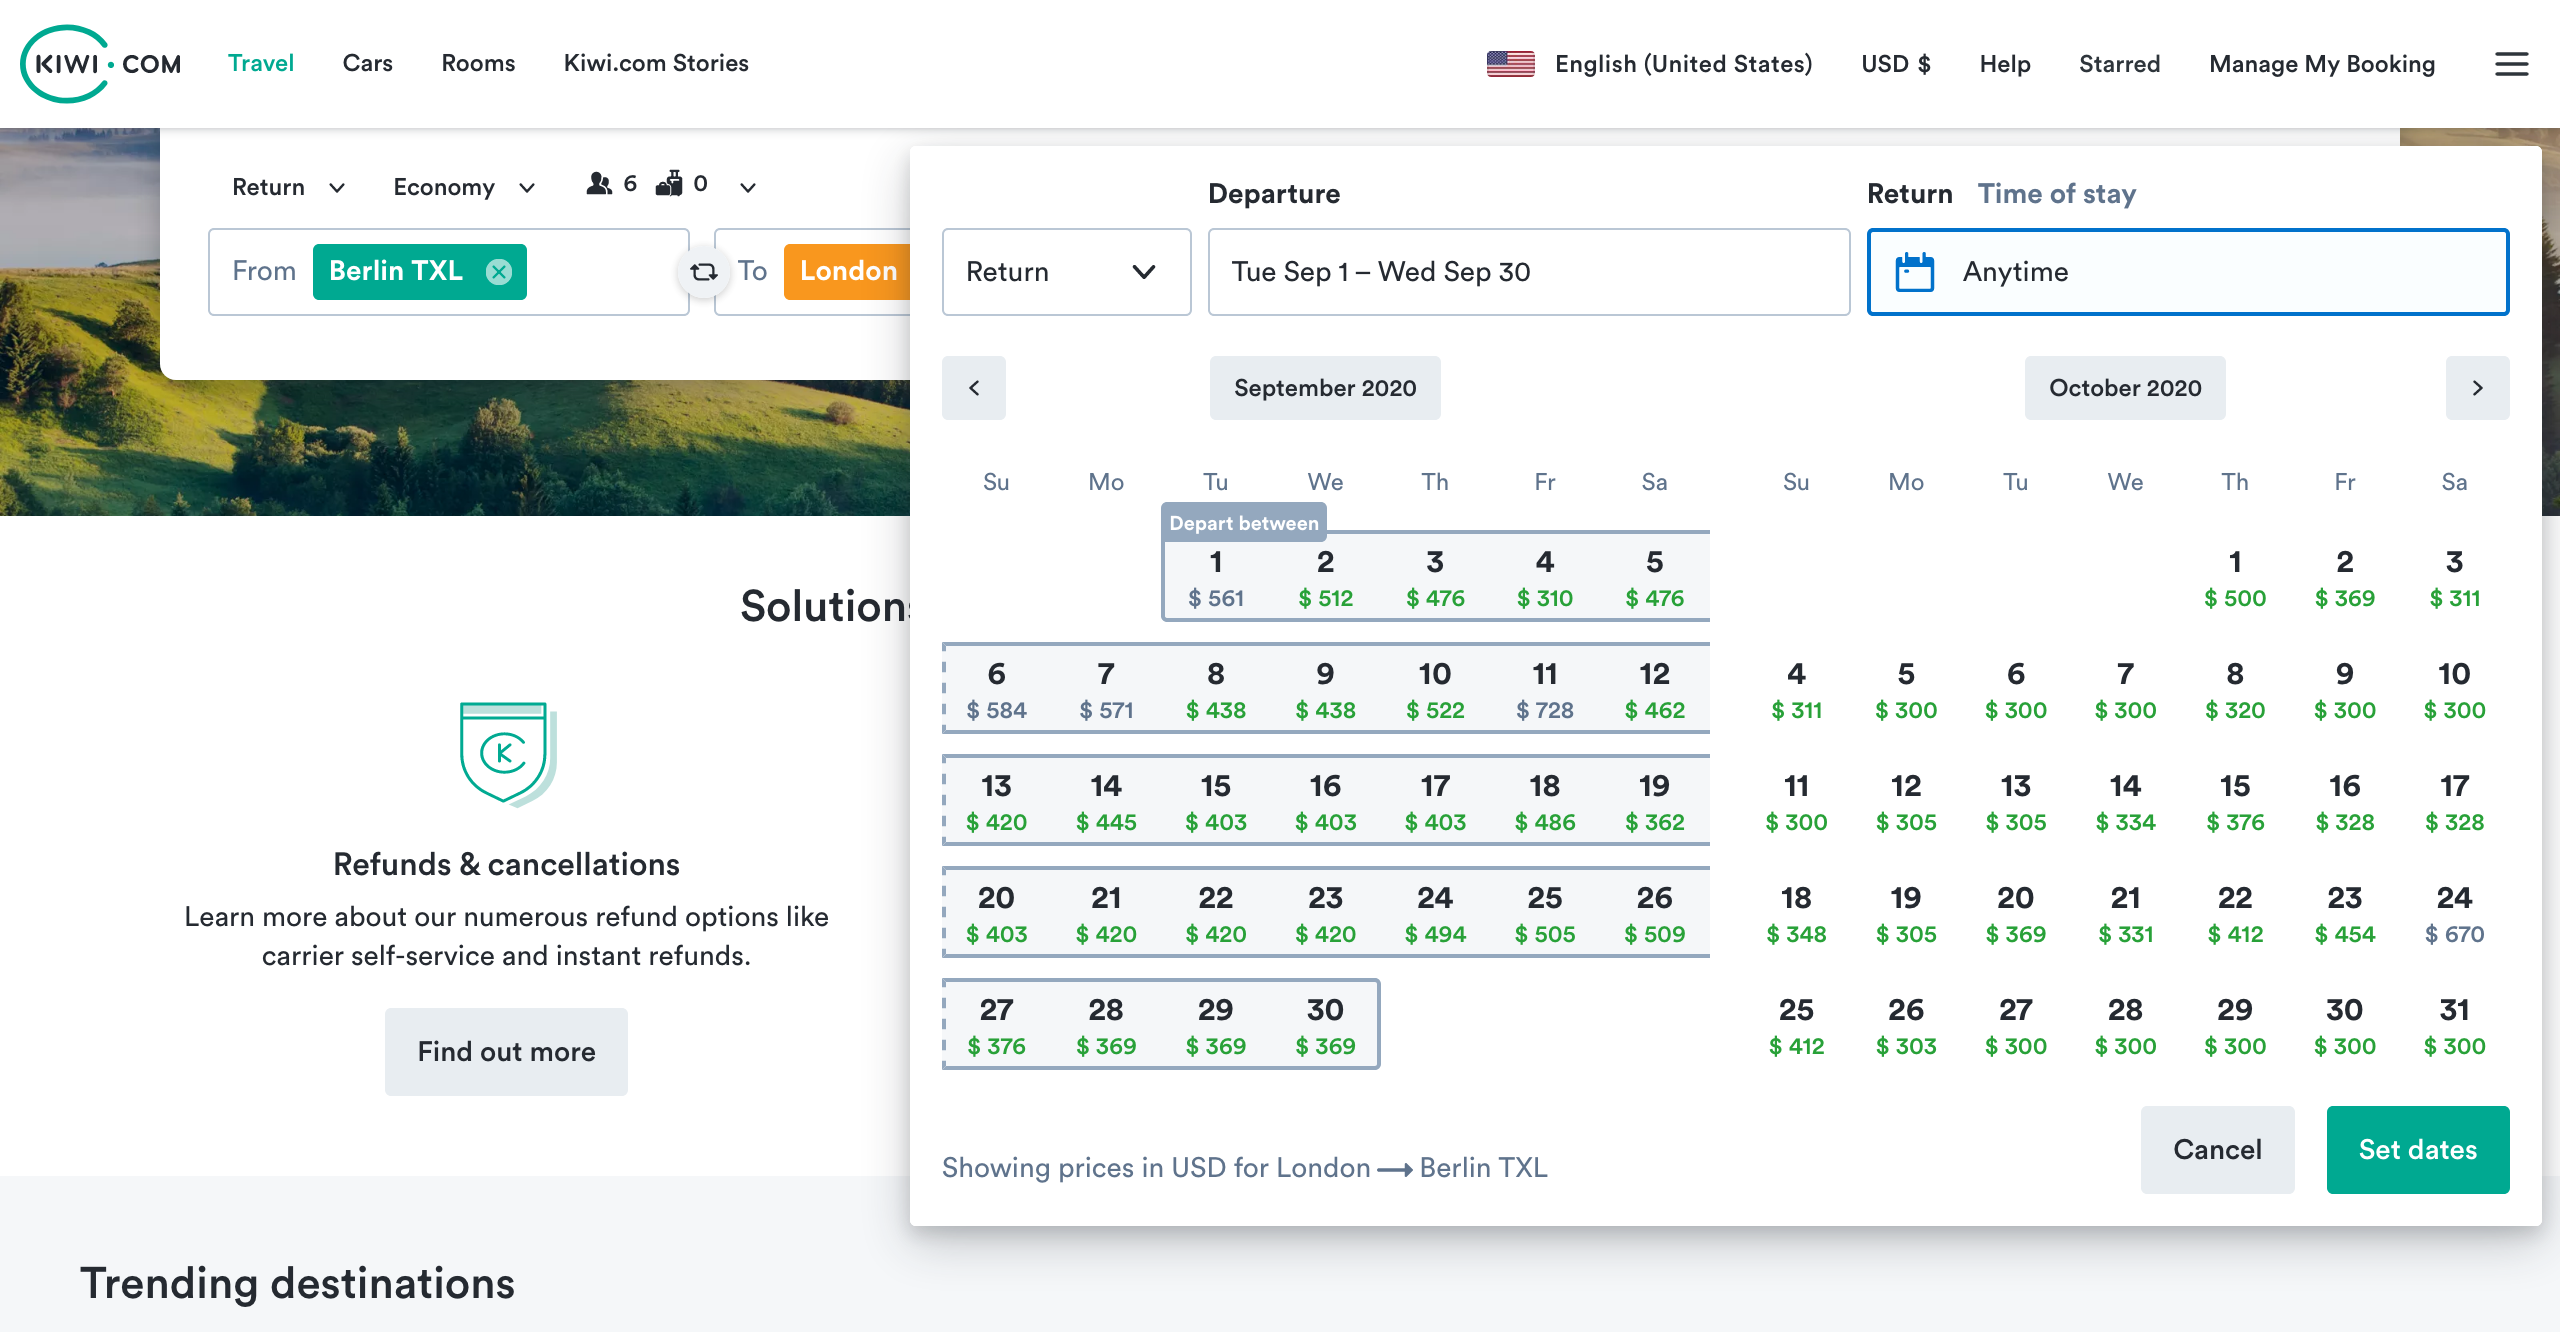 KIWI.COM Travel Cars Rooms Kiwi.com Stories English (United States) USD $ Help Starred Manage My Booking
Return Economy 6 0
From Berlin TXL To London
Departure Return Time of stay
Return Tue Sep 1 – Wed Sep 30 Anytime
September 2020 October 2020
Su Mo Tu We Th Fr Sa Su Mo Tu We Th Fr Sa
Depart between
1 2 3 4 5 1 2 3
$ 561 $ 512 $ 476 $ 310 $ 476 $ 500 $ 369 $ 311
6 7 8 9 10 11 12 4 5 6 7 8 9 10
$ 584 $ 571 $ 438 $ 438 $ 522 $ 728 $ 462 $ 311 $ 300 $ 300 $ 300 $ 320 $ 300 $ 300
13 14 15 16 17 18 19 11 12 13 14 15 16 17
$ 420 $ 445 $ 403 $ 403 $ 403 $ 486 $ 362 $ 300 $ 305 $ 305 $ 334 $ 376 $ 328 $ 328
20 21 22 23 24 25 26 18 19 20 21 22 23 24
$ 403 $ 420 $ 420 $ 420 $ 494 $ 505 $ 509 $ 348 $ 305 $ 369 $ 331 $ 412 $ 454 $ 670
27 28 29 30 25 26 27 28 29 30 31
$ 376 $ 369 $ 369 $ 369 $ 412 $ 303 $ 300 $ 300 $ 300 $ 300 $ 300
Showing prices in USD for London → Berlin TXL
Cancel Set dates
Solutions
K
Refunds & cancellations
Learn more about our numerous refund options like
carrier self-service and instant refunds.
Find out more
Trending destinations